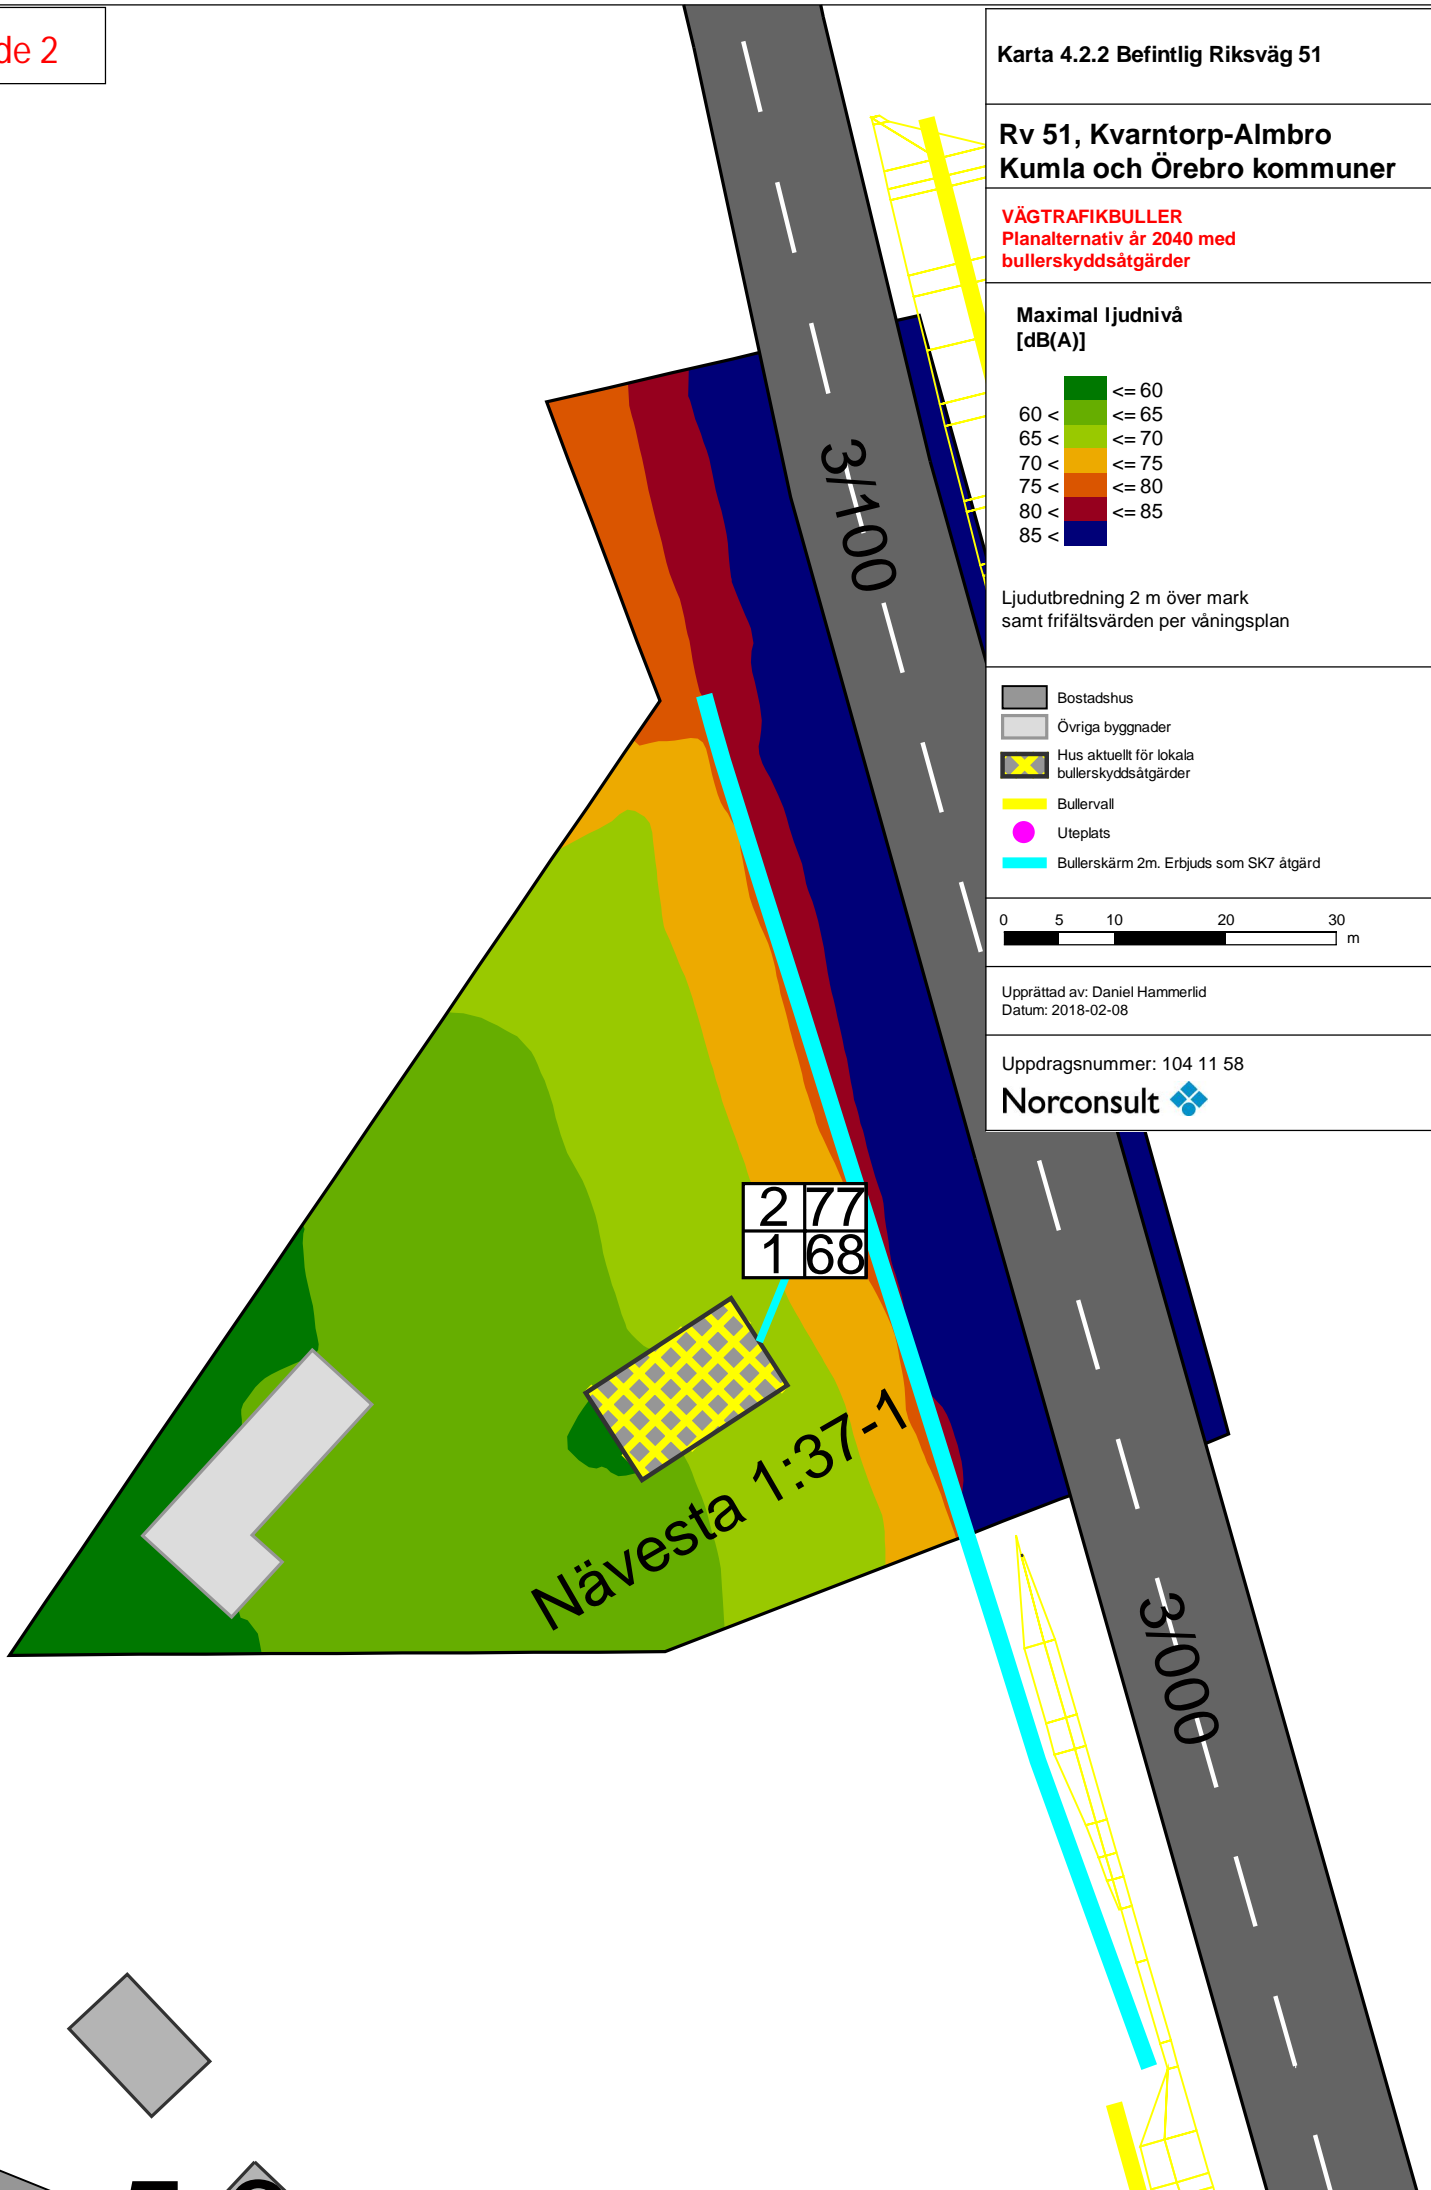 de 2
Karta 4.2.2 Befintlig Riksväg 51
Rv 51, Kvarntorp-Almbro
Kumla och Örebro kommuner
VÄGTRAFIKBULLER
Planalternativ år 2040 med
bullerskyddsåtgärder
Maximal ljudnivå
[dB(A)]
<= 60
60 < <= 65
65 < <= 70
70 < <= 75
75 < <= 80
80 < <= 85
85 <
Ljudutbredning 2 m över mark
samt frifältsvärden per våningsplan
Bostadshus
Övriga byggnader
Hus aktuellt för lokala
bullerskyddsåtgärder
Bullervall
Uteplats
Bullerskärm 2m. Erbjuds som SK7 åtgärd
0 5 10 20 30
m
Upprättad av: Daniel Hammerlid
Datum: 2018-02-08
Uppdragsnummer: 104 11 58
Norconsult
3/100
2 77
1 68
Nävesta 1:37-1
3/000